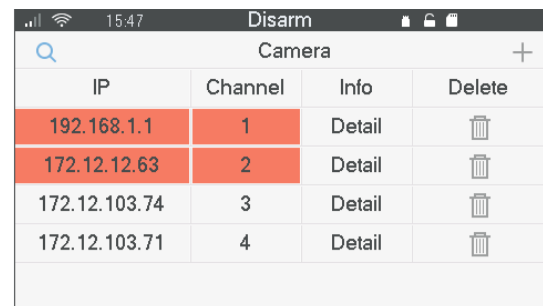 15:47 Disarm
Camera
IP Channel Info Delete
192.168.1.1 1 Detail
172.12.12.63 2 Detail
172.12.103.74 3 Detail
172.12.103.71 4 Detail